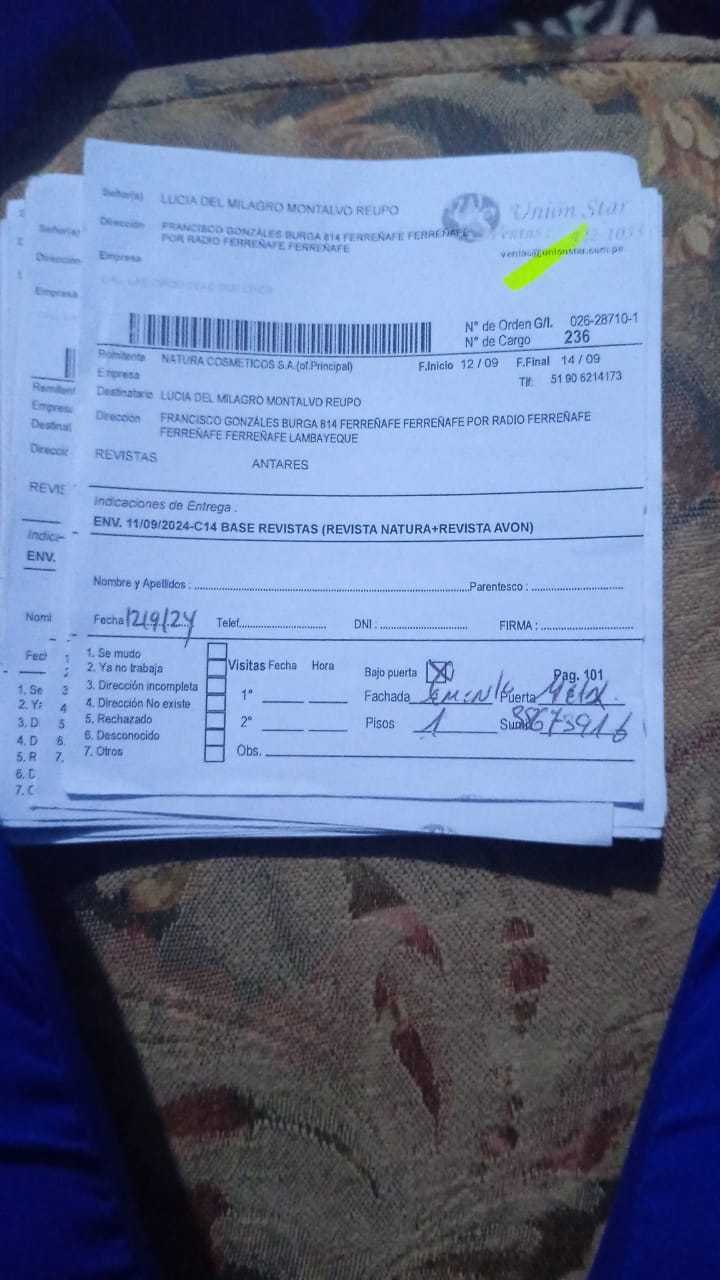 Señor(a) LUCIA DEL MILAGRO MONTALVO REUPO
Union Star
Dirección FRANCISCO GONZÁLES BURGA 814 FERREÑAFE FERREÑAFE
POR RADIO FERREÑAFE FERREÑAFE
ventas@unionstar.com.pe
Empresa
N° de Orden G/I. 026-28710-1
N° de Cargo 236
Remitente NATURA COSMETICOS S.A.(of.Principal) F.Inicio 12 / 09 F.Final 14 / 09
Empresa Tlf: 51 90 6214173
Destinatario LUCIA DEL MILAGRO MONTALVO REUPO
Dirección FRANCISCO GONZÁLES BURGA 814 FERREÑAFE FERREÑAFE POR RADIO FERREÑAFE
FERREÑAFE FERREÑAFE LAMBAYEQUE
REVISTAS ANTARES
Indicaciones de Entrega .
ENV. 11/09/2024-C14 BASE REVISTAS (REVISTA NATURA+REVISTA AVON)
Nombre y Apellidos : Parentesco :
Fecha 12/9/24 Telef. DNI : FIRMA :
1. Se mudo
2. Ya no trabaja
3. Dirección incompleta
4. Dirección No existe
5. Rechazado
6. Desconocido
7. Otros
Visitas Fecha Hora
1°
2°
Obs.
Bajo puerta X Pag. 101
Fachada Puerta
Pisos 1